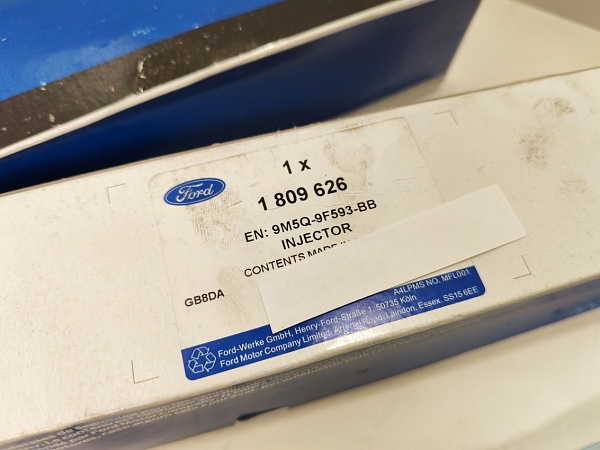 1 x
Ford
1 809 626
EN: 9M5Q-9F593-BB
INJECTOR
CONTENTS MADE
GB8DA
A4LPMS NO. MFL001
Ford-Werke GmbH, Henry-Ford-Straße 1, 50735 Köln
Ford Motor Company Limited, Arterial Road, Laindon, Essex. SS15 6EE